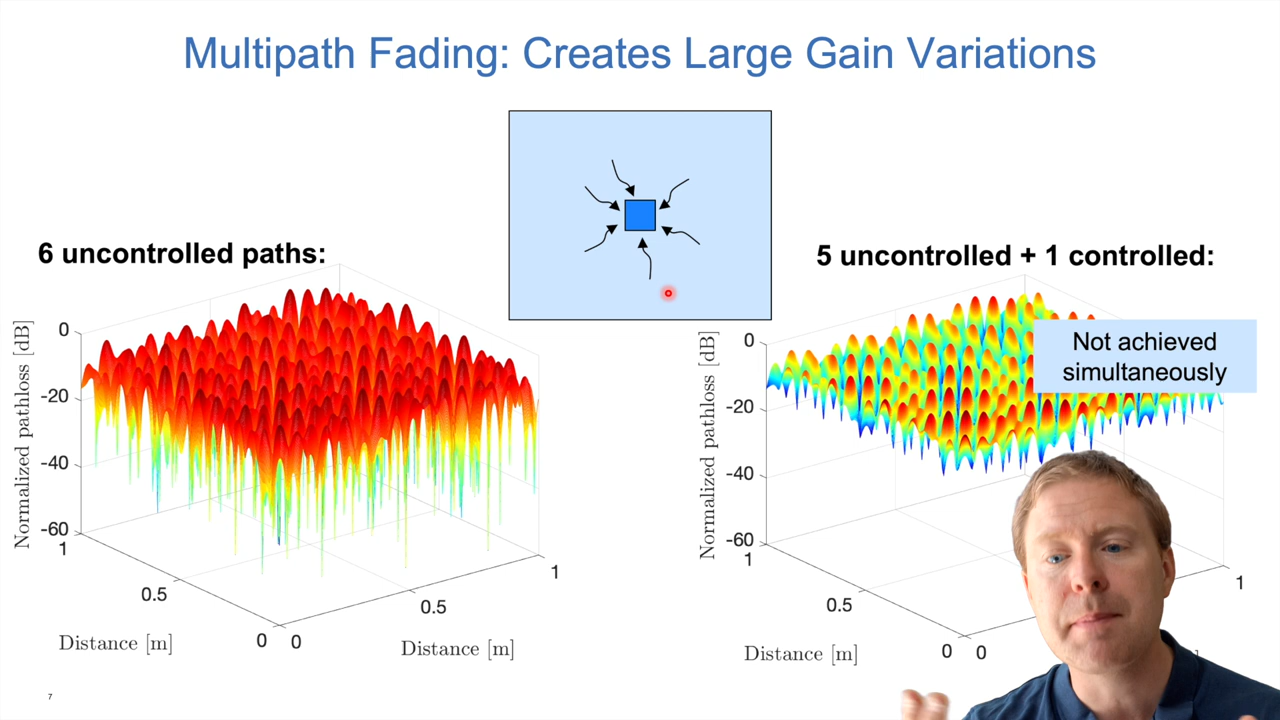 Multipath Fading: Creates Large Gain Variations
6 uncontrolled paths:
5 uncontrolled + 1 controlled:
Normalized pathloss [dB]
0
-20
-40
-60
1
0.5
0
0
0.5
1
Distance [m]
Distance [m]
Normalized pathloss [dB]
0
-20
-40
-60
1
0.5
0
0
1
Distance [m]
Not achieved
simultaneously
7